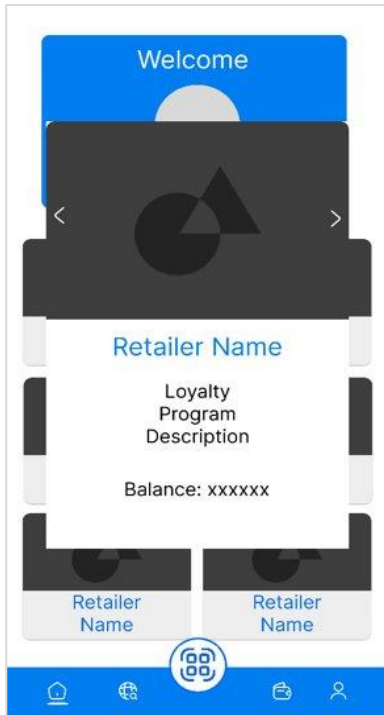 Welcome
Retailer Name
Loyalty
Program
Description
Balance: xxxxxx
Retailer
Name
Retailer
Name